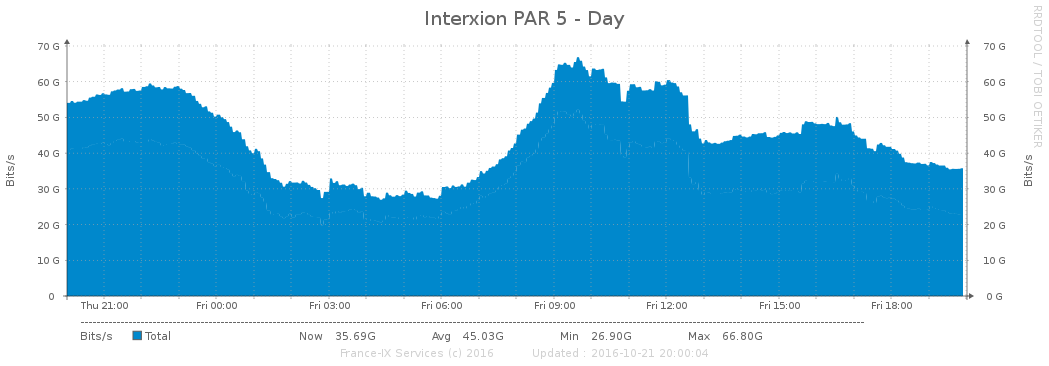 Interxion PAR 5 - Day
RRDTOOL / TOBI OETIKER
Bits/s
70 G
60 G
50 G
40 G
30 G
20 G
10 G
0
70 G
60 G
50 G
40 G
30 G
20 G
10 G
0 G
Bits/s
Thu 21:00 Fri 00:00 Fri 03:00 Fri 06:00 Fri 09:00 Fri 12:00 Fri 15:00 Fri 18:00
Bits/s Total Now 35.69G Avg 45.03G Min 26.90G Max 66.80G
France-IX Services (c) 2016 Updated : 2016-10-21 20:00:04